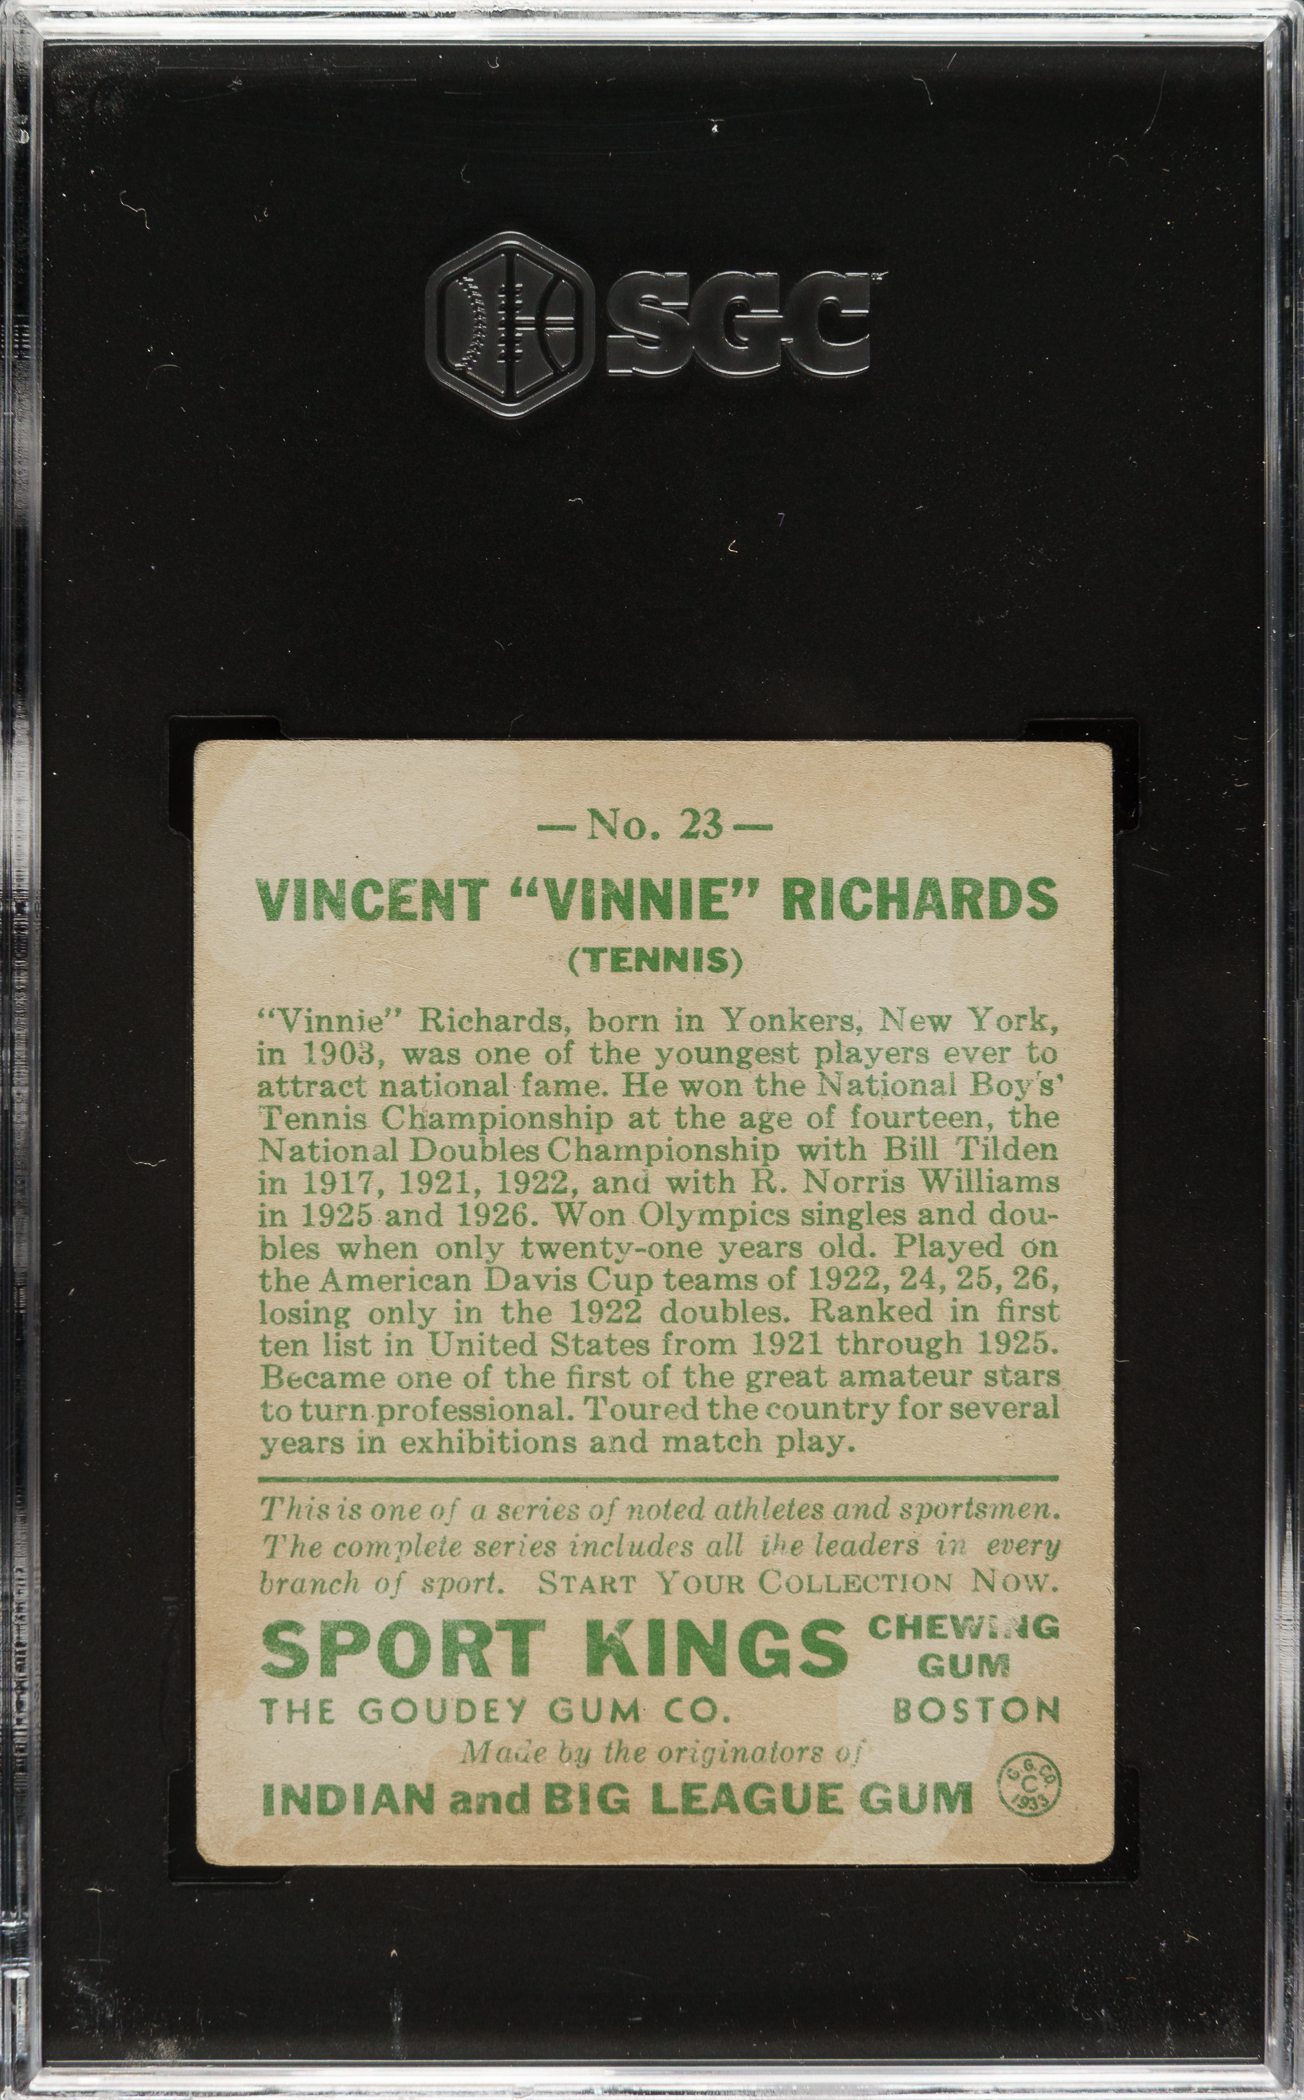 SGC
—No. 23—
VINCENT “VINNIE” RICHARDS
(TENNIS)
“Vinnie” Richards, born in Yonkers, New York,
in 1903, was one of the youngest players ever to
attract national fame. He won the National Boy's'
Tennis Championship at the age of fourteen, the
National Doubles Championship with Bill Tilden
in 1917, 1921, 1922, and with R. Norris Williams
in 1925 and 1926. Won Olympics singles and dou-
bles when only twenty-one years old. Played on
the American Davis Cup teams of 1922, 24, 25, 26,
losing only in the 1922 doubles. Ranked in first
ten list in United States from 1921 through 1925.
Became one of the first of the great amateur stars
to turn professional. Toured the country for several
years in exhibitions and match play.
This is one of a series of noted athletes and sportsmen.
The complete series includes all the leaders in every
branch of sport. START YOUR COLLECTION NOW.
SPORT KINGS CHEWING GUM
THE GOUDEY GUM CO. BOSTON
Made by the originators of
INDIAN and BIG LEAGUE GUM
G. G. CO.
C
1933